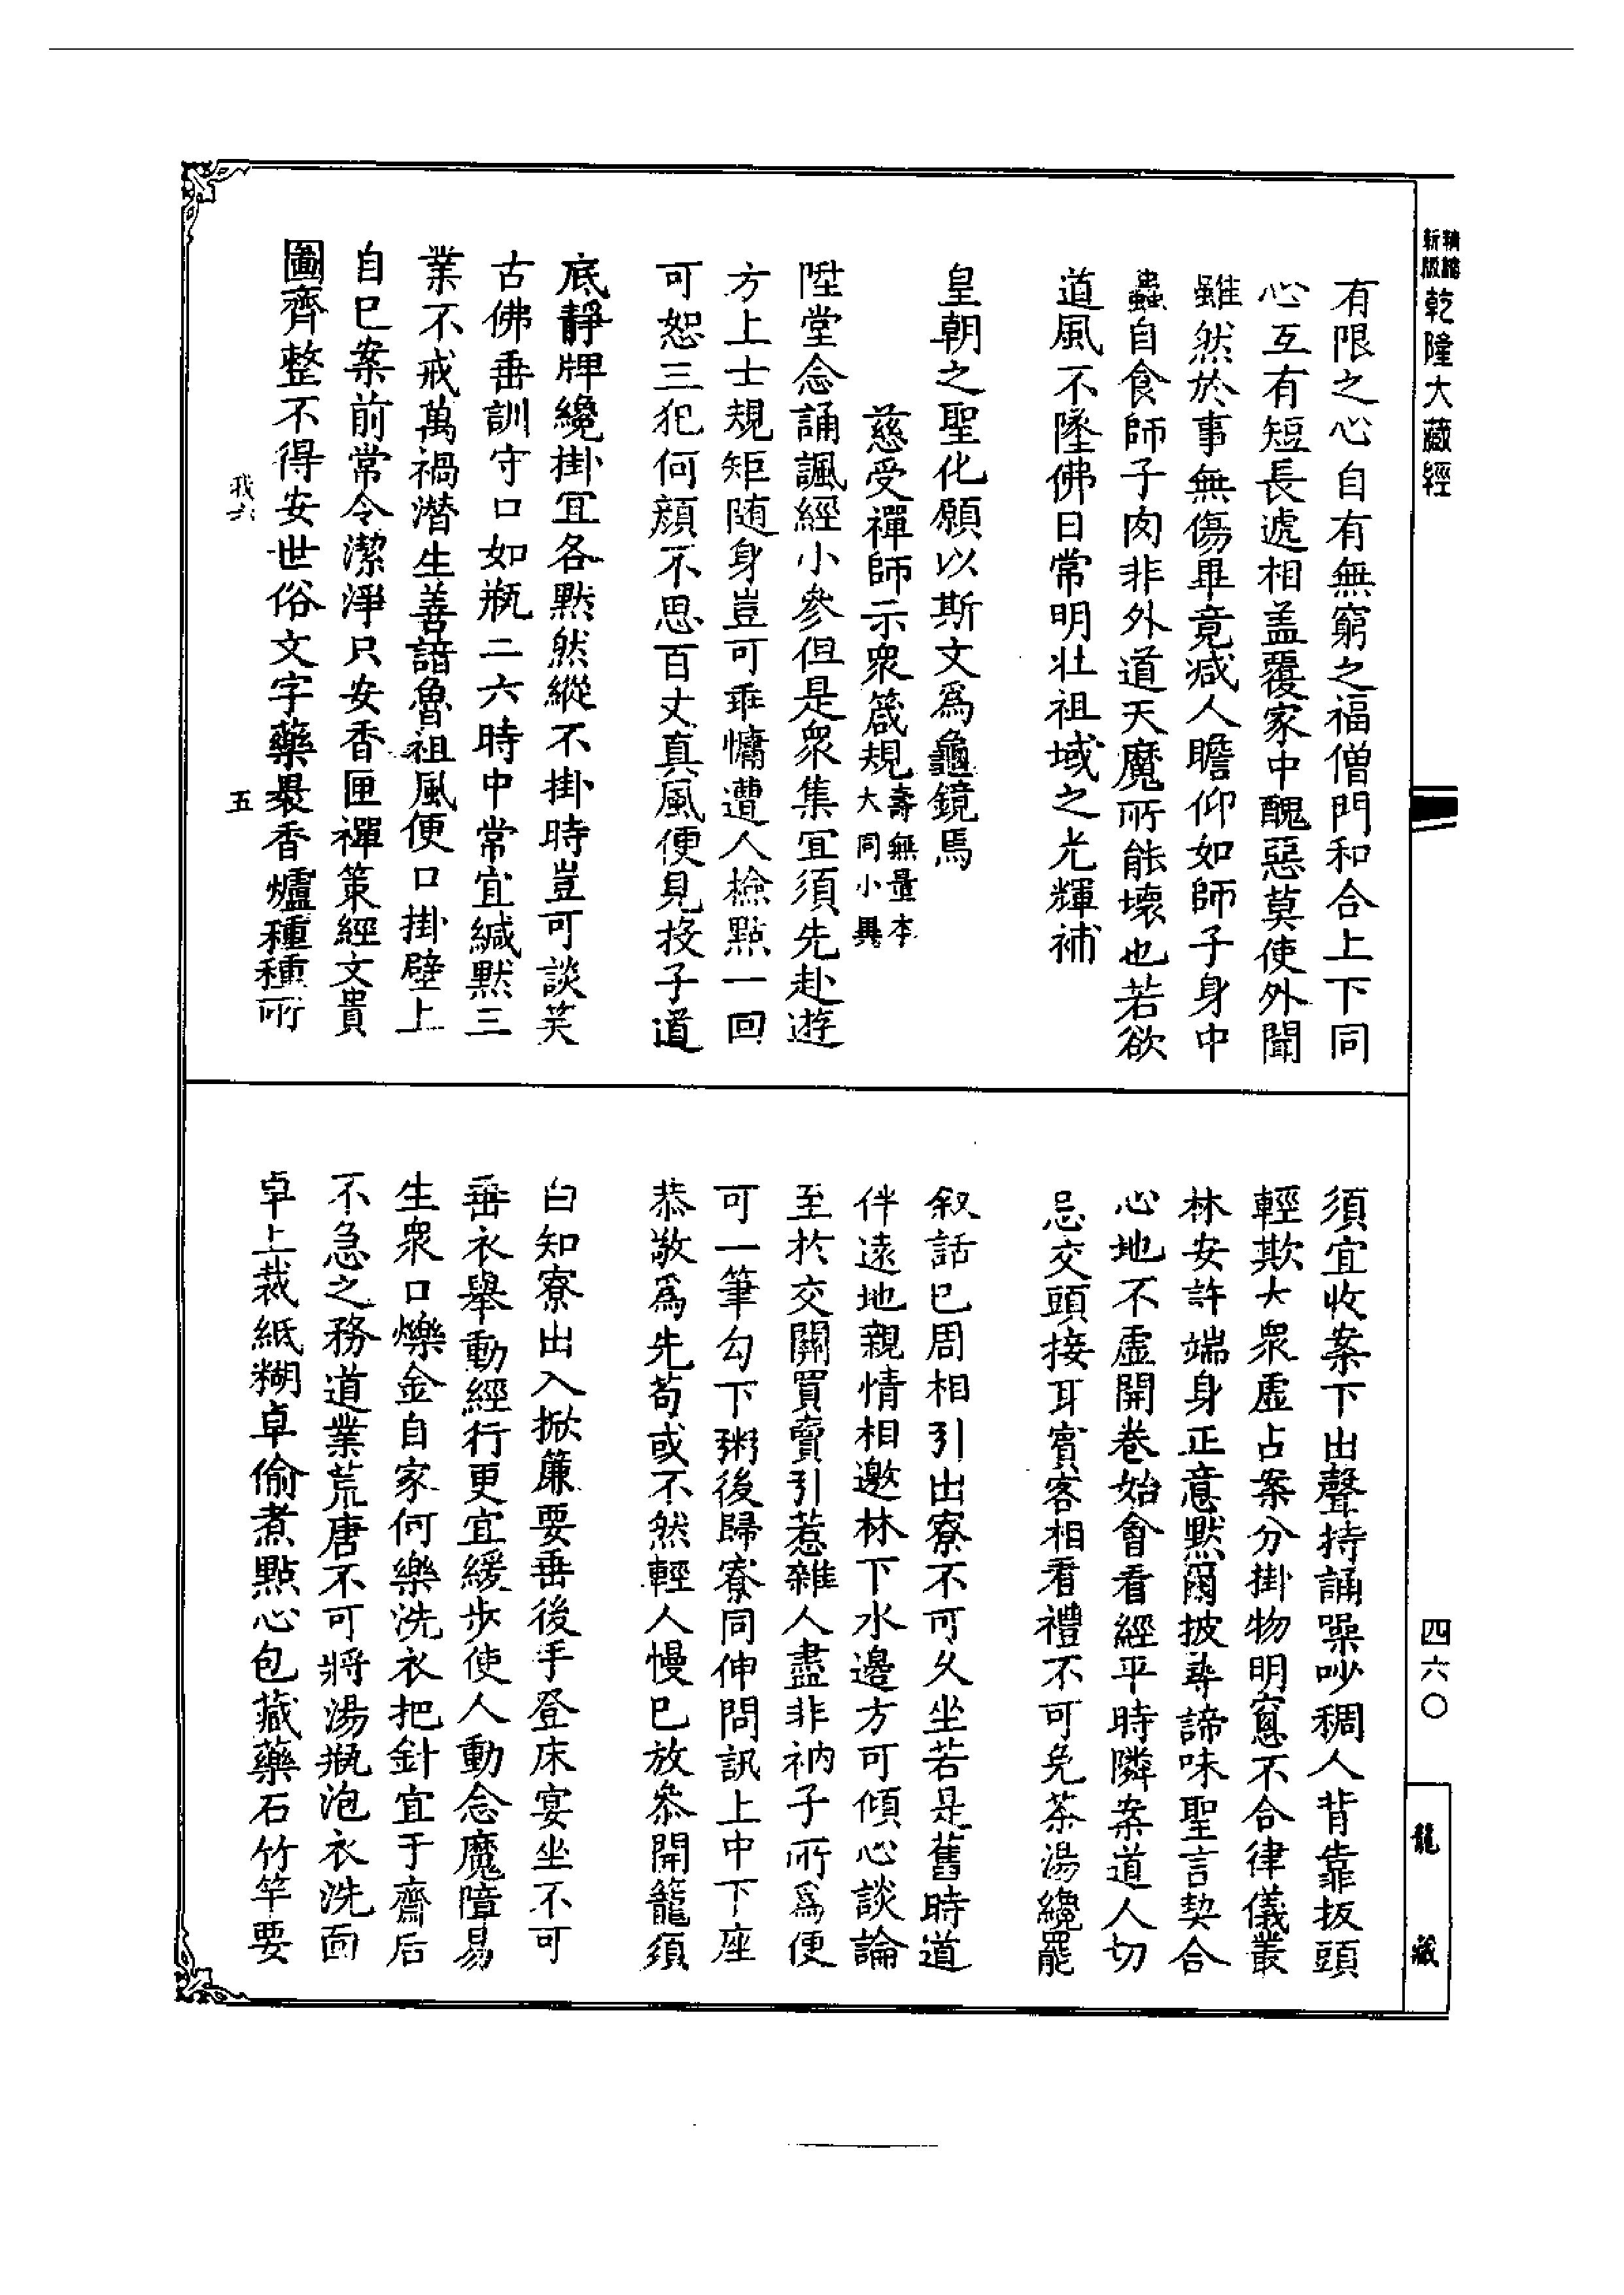 精縮
新版
乾隆大藏經
有限之心自有無窮之福僧門和合上下同
心互有短長遞相盖覆家中醜惡莫使外聞
雖然於事無傷畢竟減人瞻仰如師子身中
蟲自食師子肉非外道天魔所能壞也若欲
道風不墜佛日常明壯祖域之光輝補
皇朝之聖化願以斯文爲龜鏡焉
慈受禪師示衆箴規
壽無量本
大同小異
陞堂念誦諷經小參但是衆集宜須先赴遊
方上士規矩随身豈可乖慵遭人檢點一回
可恕三犯何顔不思百丈真風便見投子道
底靜牌纔掛宜各黙然縱不掛時豈可談笑
古佛垂訓守口如瓶二六時中常宜緘默三
業不戒萬禍潛生善諳魯祖風便口掛壁上
自己案前常令潔淨只安香匣禪策經文貴
圖齊整不得安世俗文字藥裹香爐種種所
我六
五
須宜收案下出聲持誦噪吵稠人背靠扳頭
輕欺大衆虛占案分掛物明窓不合律儀叢
林安許端身正意默爾披尋諦味聖言契合
心地不虛開卷始會看經平時隣案道人切
忌交頭接耳賓客相看禮不可免茶湯纔罷
叙話已周相引出寮不可久坐若是舊時道
伴遠地親情相邀林下水邊方可傾心談論
至於交關買賣引惹雜人盡非衲子所爲便
可一筆勾下粥後歸寮同伸問訊上中下座
恭敬爲先苟或不然輕人慢已放叅開籠須
白知寮出入掀簾要垂後手登床宴坐不可
垂衣舉動經行更宜緩步使人動念魔障易
生衆口爍金自家何樂洗衣把針宜于齋后
不急之務道業荒唐不可將湯瓶泡衣洗面
卓上裁紙糊卓偷煮點心包藏藥石竹竿要
四六〇
龍藏